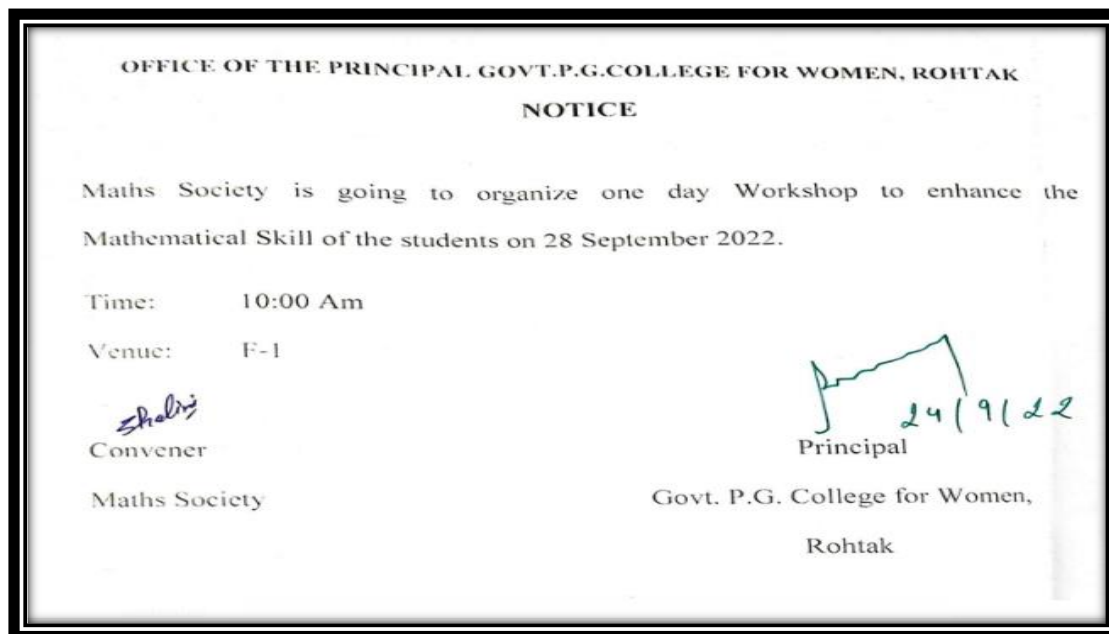 OFFICE OF THE PRINCIPAL GOVT.P.G.COLLEGE FOR WOMEN, ROHTAK
NOTICE
Maths Society is going to organize one day Workshop to enhance the
Mathematical Skill of the students on 28 September 2022.
Time: 10:00 Am
Venue: F-1
Shalini
24/9/22
Convener Principal
Maths Society Govt. P.G. College for Women,
Rohtak